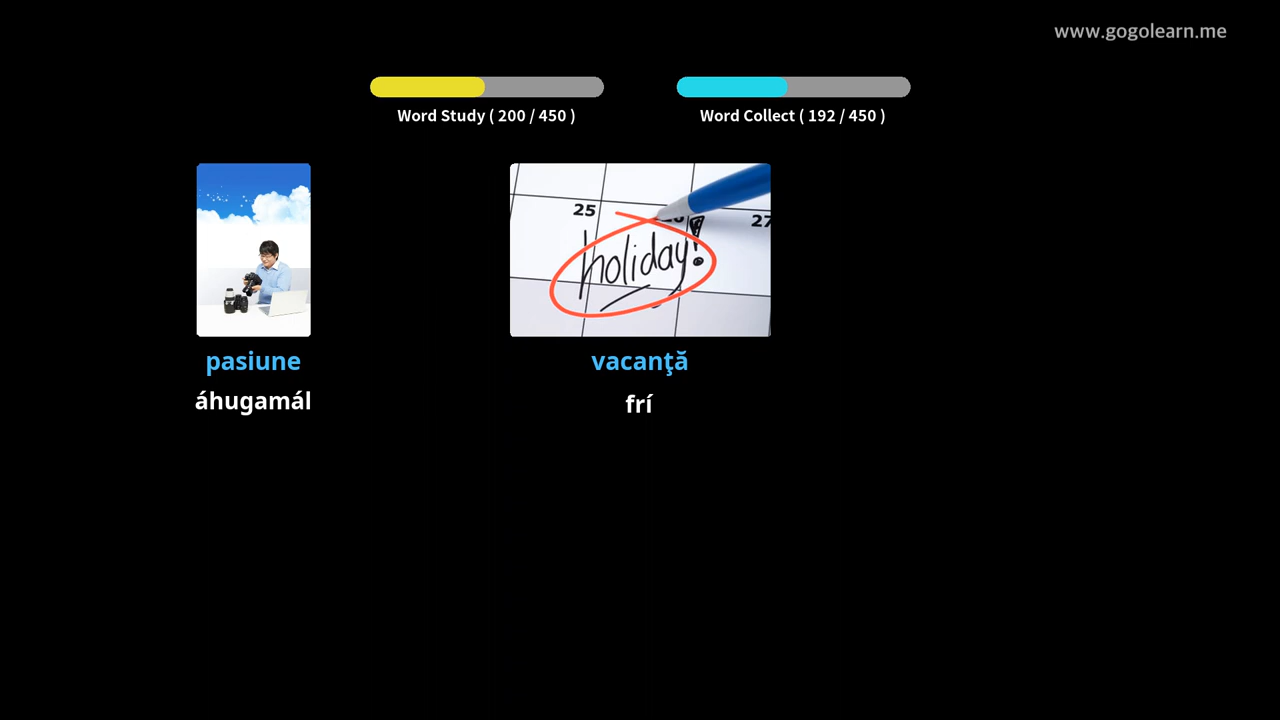 www.gogolearn.me
Word Study ( 200 / 450 )
Word Collect ( 192 / 450 )
25
27
holiday!
pasiune
vacanţă
áhugamál
frí